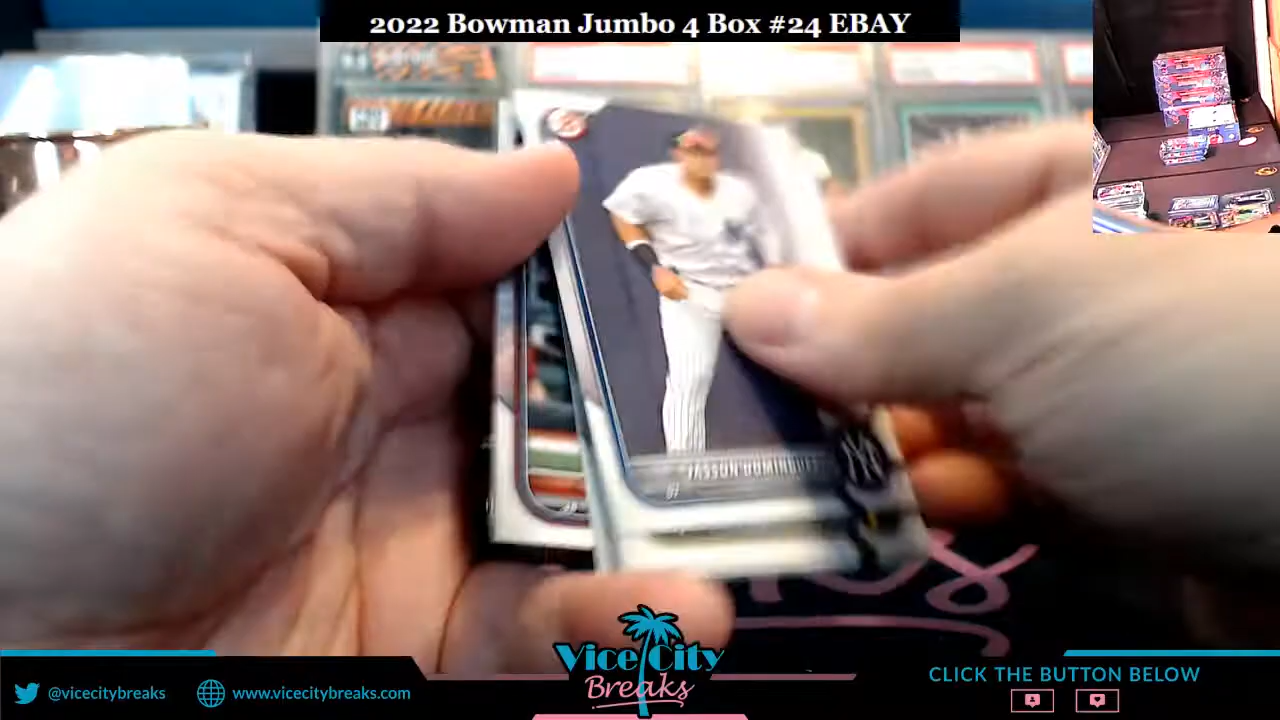 2022 Bowman Jumbo 4 Box #24 EBAY
JASSON DOMINGUEZ
OF
Vice City
Breaks
@vicecitybreaks
www.vicecitybreaks.com
CLICK THE BUTTON BELOW